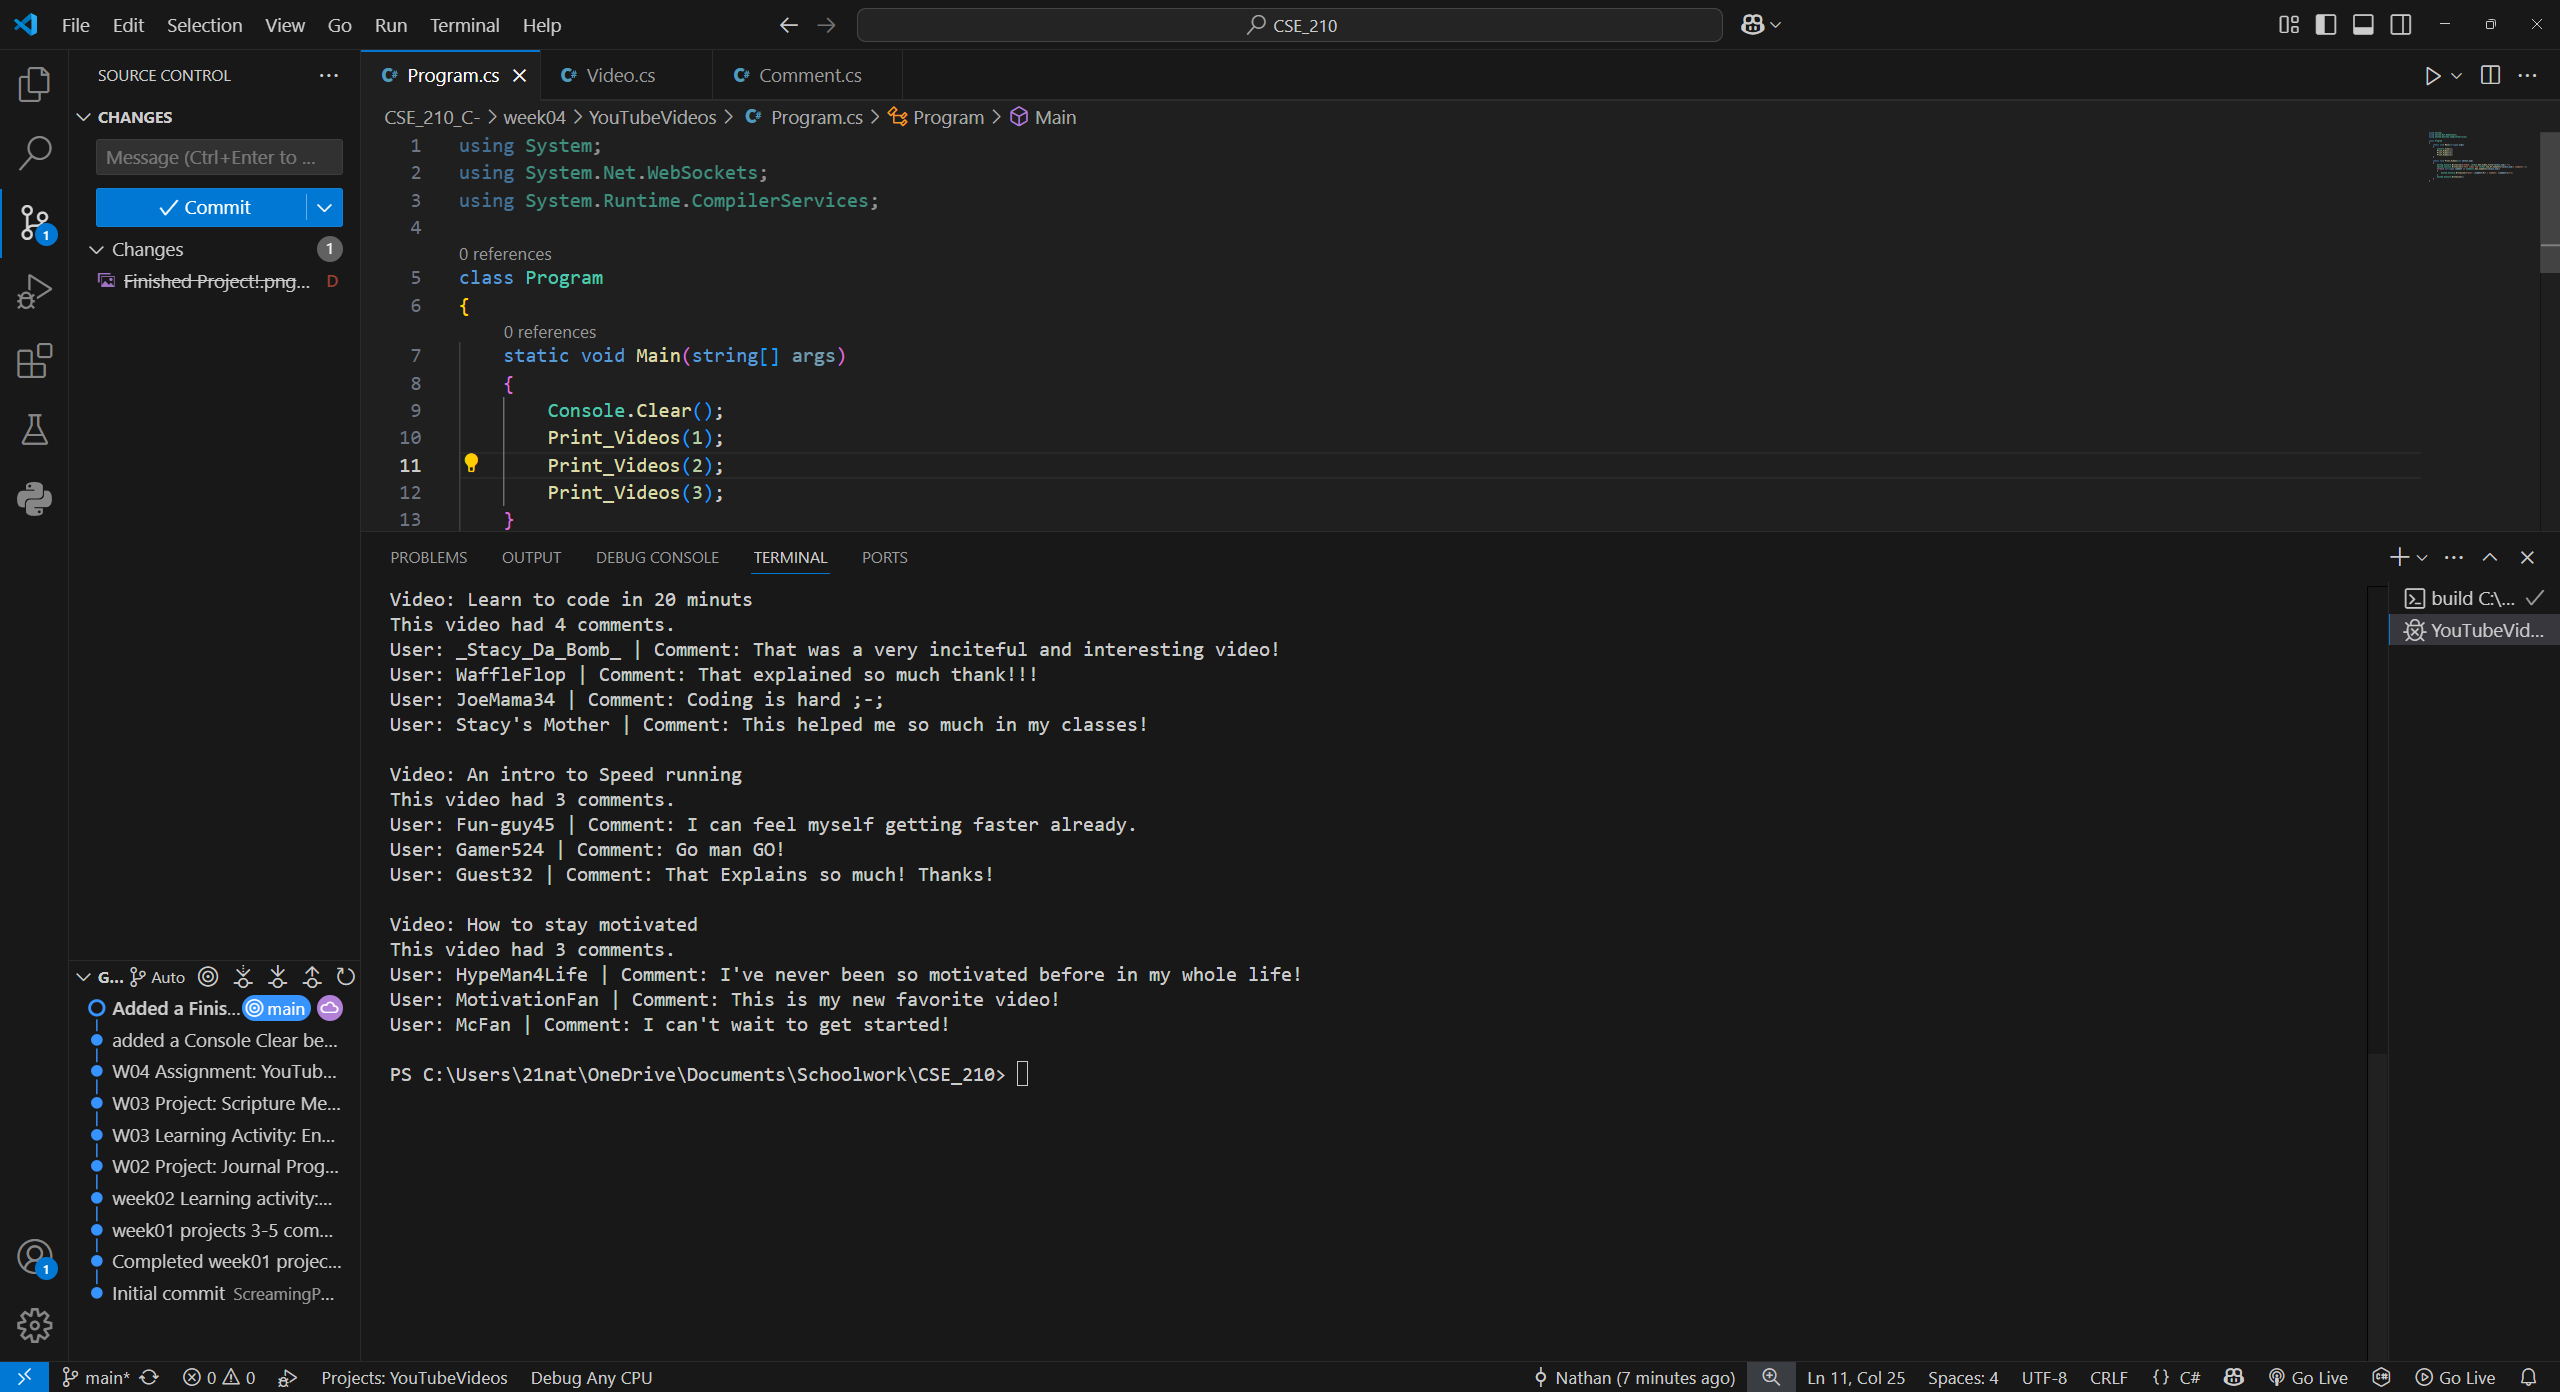 File Edit Selection View Go Run Terminal Help
CSE_210
SOURCE CONTROL
CHANGES
Message (Ctrl+Enter to ...
Commit
Changes 1
Finished Project!.png... D
Program.cs
Video.cs
Comment.cs
CSE_210_C- > week04 > YouTubeVideos > Program.cs > Program > Main
1 using System;
2 using System.Net.WebSockets;
3 using System.Runtime.CompilerServices;
4
0 references
5 class Program
6 {
0 references
7 static void Main(string[] args)
8 {
9 Console.Clear();
10 Print_Videos(1);
11 Print_Videos(2);
12 Print_Videos(3);
13 }
PROBLEMS OUTPUT DEBUG CONSOLE TERMINAL PORTS
Video: Learn to code in 20 minuts
This video had 4 comments.
User: _Stacy_Da_Bomb_ | Comment: That was a very inciteful and interesting video!
User: WaffleFlop | Comment: That explained so much thank!!!
User: JoeMama34 | Comment: Coding is hard ;-;
User: Stacy's Mother | Comment: This helped me so much in my classes!
Video: An intro to Speed running
This video had 3 comments.
User: Fun-guy45 | Comment: I can feel myself getting faster already.
User: Gamer524 | Comment: Go man GO!
User: Guest32 | Comment: That Explains so much! Thanks!
Video: How to stay motivated
This video had 3 comments.
User: HypeMan4Life | Comment: I've never been so motivated before in my whole life!
User: MotivationFan | Comment: This is my new favorite video!
User: McFan | Comment: I can't wait to get started!
PS C:\Users\21nat\OneDrive\Documents\Schoolwork\CSE_210>
build C:\...
YouTubeVid...
G... Auto
Added a Finis... main
added a Console Clear be...
W04 Assignment: YouTub...
W03 Project: Scripture Me...
W03 Learning Activity: En...
W02 Project: Journal Prog...
week02 Learning activity:...
week01 projects 3-5 com...
Completed week01 projec...
Initial commit ScreamingP...
1
1
main* 0 0 Projects: YouTubeVideos Debug Any CPU Nathan (7 minutes ago) Ln 11, Col 25 Spaces: 4 UTF-8 CRLF {} C# Go Live Go Live